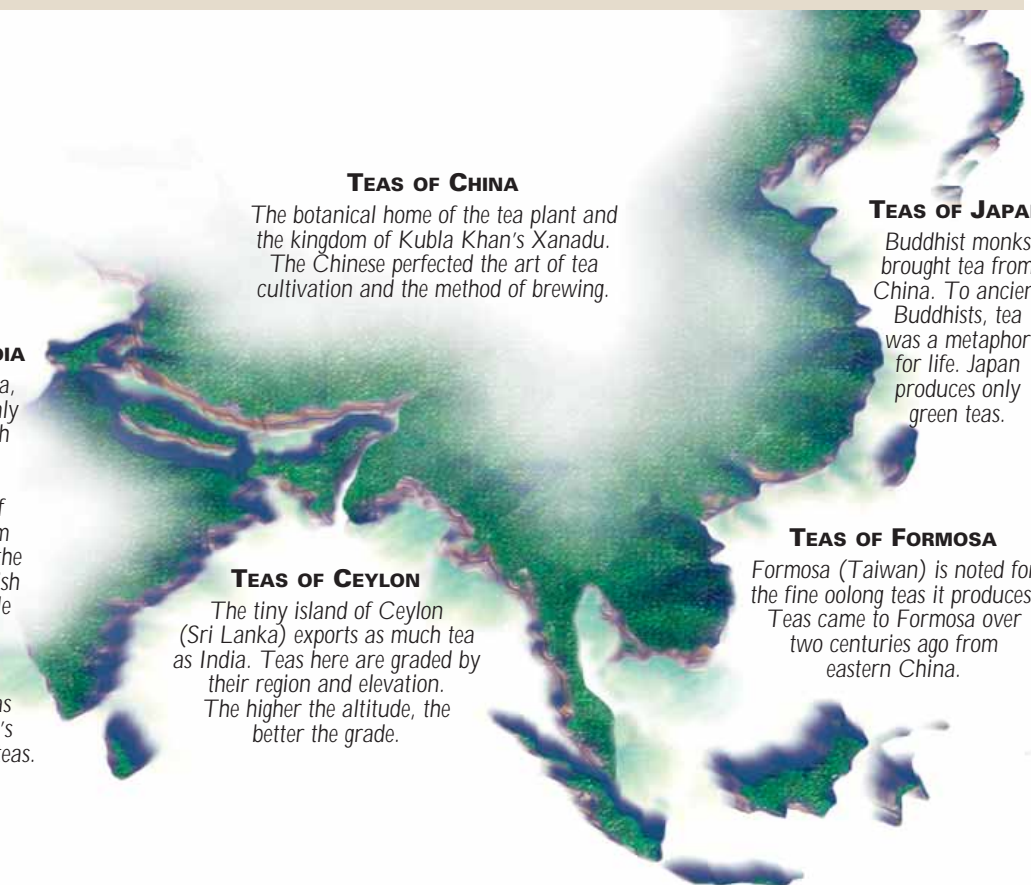 TEAS OF CHINA
The botanical home of the tea plant and
the kingdom of Kubla Khan's Xanadu.
The Chinese perfected the art of tea
cultivation and the method of brewing.
TEAS OF
Buddhist monks
brought tea from
China. To
Buddhists, tea
was a metaphor
for life. Japan
produces only
green teas.
TEAS OF FORMOSA
Formosa (Taiwan) is noted for
the fine oolong teas it produces
Teas came to Formosa over
two centuries ago from
eastern China.
TEAS OF CEYLON
The tiny island of Ceylon
(Sri Lanka) exports as much tea
as India. Teas here are graded by
their region and elevation.
The higher the altitude, the
better the grade.